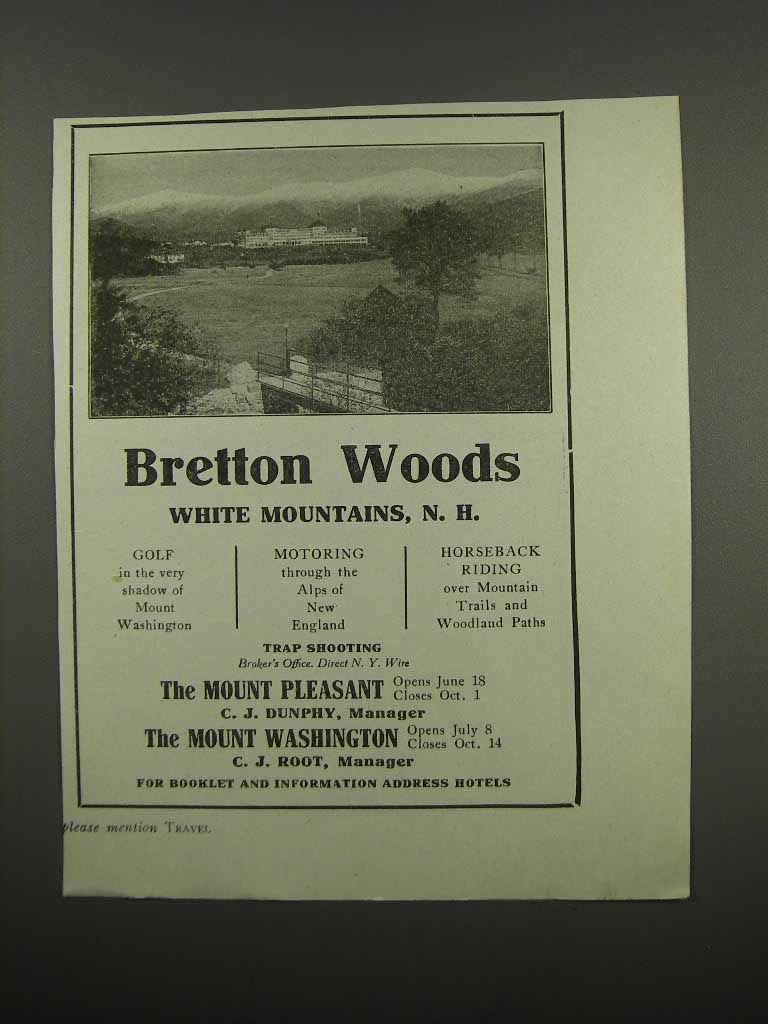 Bretton Woods
WHITE MOUNTAINS, N. H.
GOLF
in the very
shadow of
Mount
Washington
MOTORING
through the
Alps of
New
England
HORSEBACK
RIDING
over Mountain
Trails and
Woodland Paths
TRAP SHOOTING
Broker's Office. Direct N. Y. Wire
The MOUNT PLEASANT Opens June 18
Closes Oct. 1
C. J. DUNPHY, Manager
The MOUNT WASHINGTON Opens July 8
Closes Oct. 14
C. J. ROOT, Manager
FOR BOOKLET AND INFORMATION ADDRESS HOTELS
please mention TRAVEL